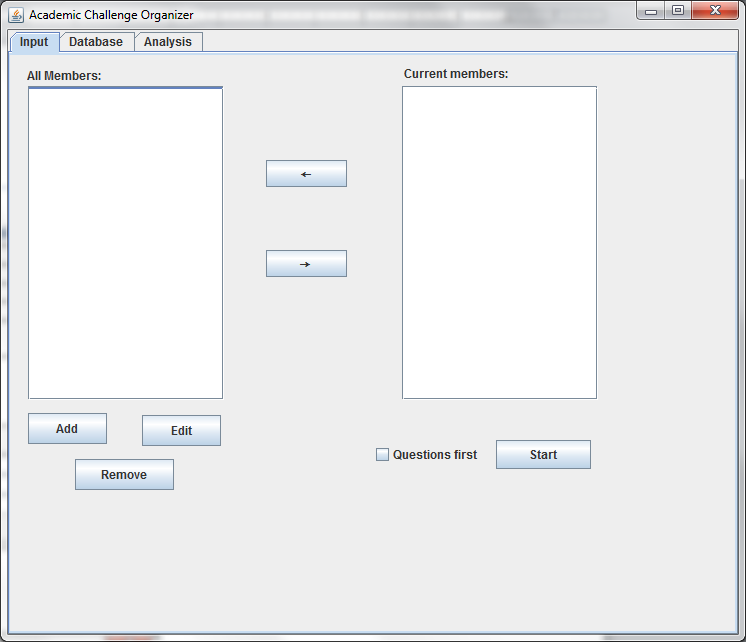 Academic Challenge Organizer
Input Database Analysis
All Members:
Current members:
←
→
Add
Edit
Remove
Questions first
Start